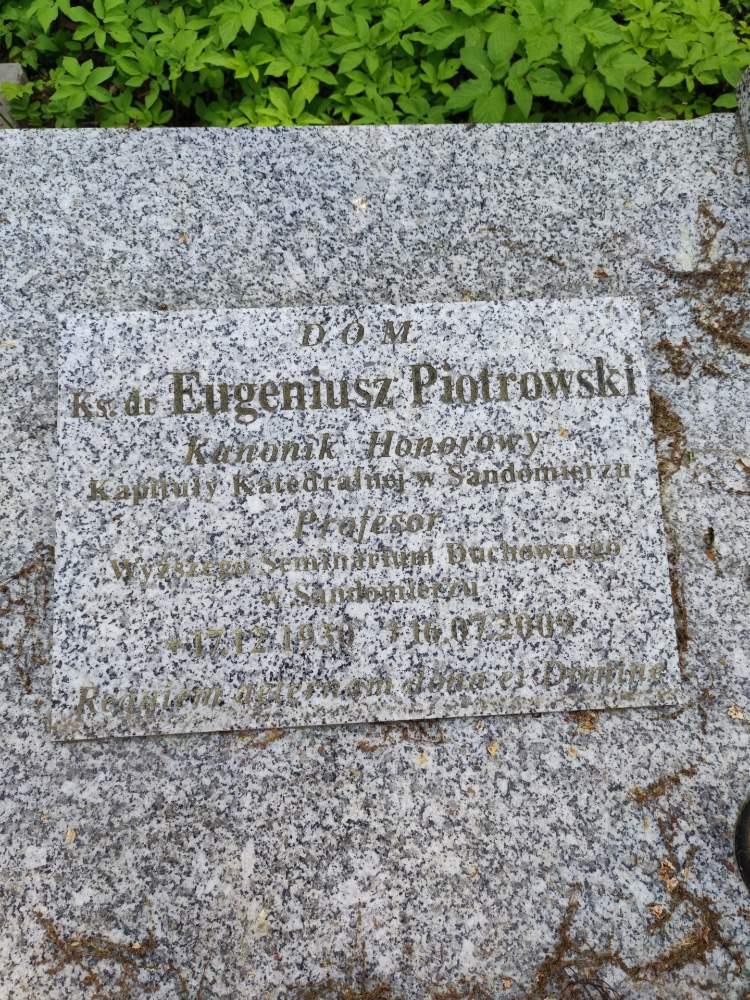 D. O. M.
Ks. dr Eugeniusz Piotrowski
Kanonik Honorowy
Kapituły Katedralnej w Sandomierzu
Profesor
Wyższego Seminarium Duchownego
w Sandomierzu
* 17.12.1930 † 16.07.2009
Requiem aeternam dona ei Domine